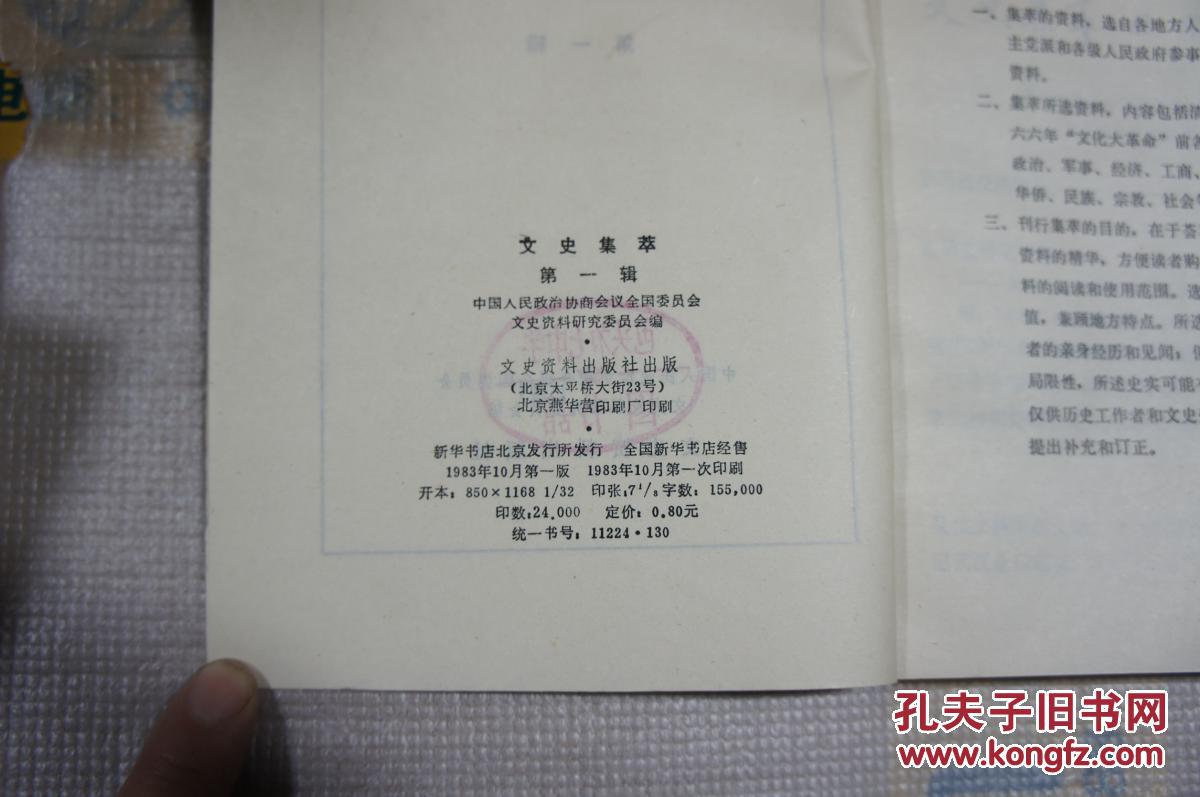 文史集萃
第一辑
中国人民政治协商会议全国委员会
文史资料研究委员会编
·
文史资料出版社出版
(北京太平桥大街23号)
北京燕华营印刷厂印刷
·
新华书店北京发行所发行 全国新华书店经售
1983年10月第一版 1983年10月第一次印刷
开本：850×1168 1/32 印张：7¹/₈ 字数：155,000
印数：24,000 定价：0.80元
统一书号：11224·130
一、集萃的资料，选自各地方人
主党派和各级人民政府参事
资料。
二、集萃所选资料，内容包括清
六六年“文化大革命”前各
政治、军事、经济、工商、
华侨、民族、宗教、社会等
三、刊行集萃的目的，在于荟
资料的精华，方便读者购
料的阅读和使用范围。选
值，兼顾地方特点。所选
者的亲身经历和见闻；但
局限性，所述史实可能有
仅供历史工作者和文史
提出补充和订正。
孔夫子旧书网
www.kongfz.com